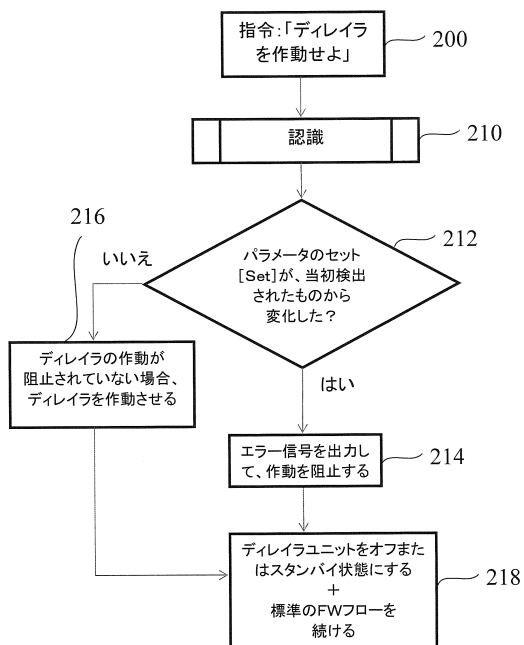 指令：「ディレイラ
を作動せよ」
200
認識
210
216
いいえ
パラメータのセット
［Set］が、当初検出
されたものから
変化した？
212
ディレイラの作動が
阻止されていない場合、
ディレイラを作動させる
はい
エラー信号を出力し
て、作動を阻止する
214
ディレイラユニットをオフまた
はスタンバイ状態にする
＋
標準のFWフローを
続ける
218